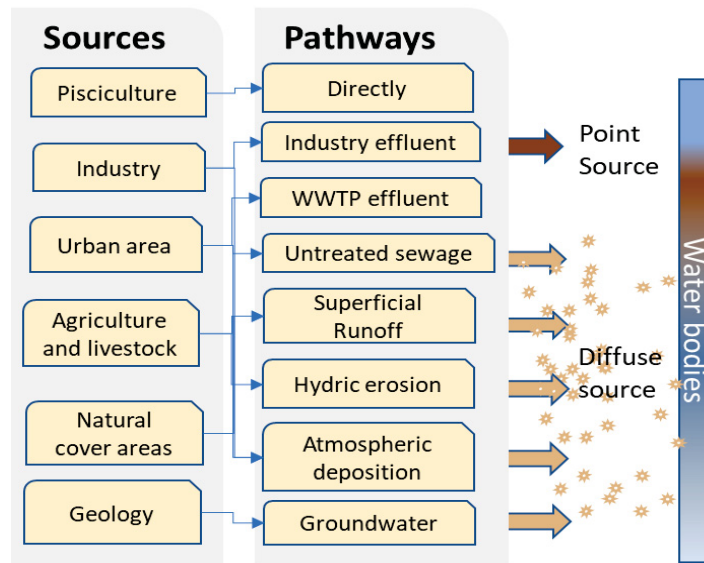 Sources
Pathways
Pisciculture
Directly
Industry
Industry effluent
Point
Source
WWTP effluent
Urban area
Untreated sewage
Agriculture
and livestock
Superficial
Runoff
Hydric erosion
Diffuse
source
Water bodies
Natural
cover areas
Atmospheric
deposition
Geology
Groundwater